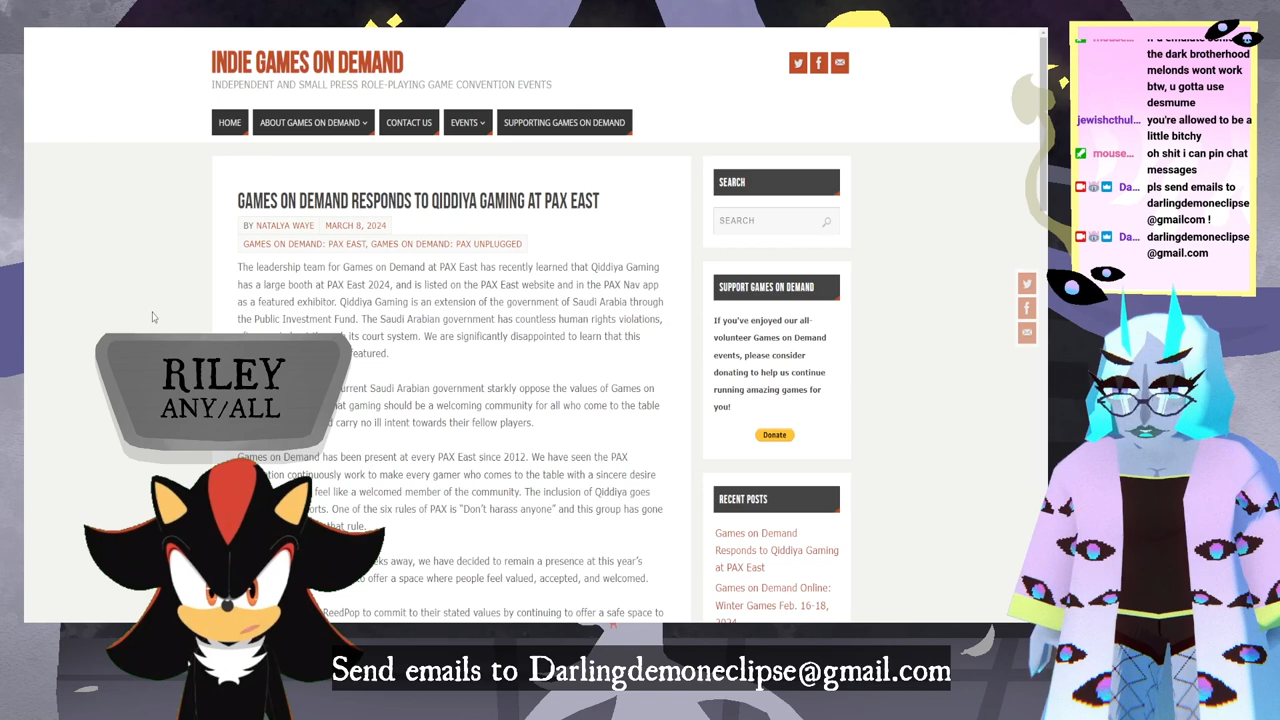 INDIE GAMES ON DEMAND
INDEPENDENT AND SMALL PRESS ROLE-PLAYING GAME CONVENTION EVENTS
HOME
ABOUT GAMES ON DEMAND
CONTACT US
EVENTS
SUPPORTING GAMES ON DEMAND
GAMES ON DEMAND RESPONDS TO QIDDIYA GAMING AT PAX EAST
BY NATALYA WAYE MARCH 8, 2024
GAMES ON DEMAND: PAX EAST, GAMES ON DEMAND: PAX UNPLUGGED
The leadership team for Games on Demand at PAX East has recently learned that Qiddiya Gaming
has a large booth at PAX East 2024, and is listed on the PAX East website and in the PAX Nav app
as a featured exhibitor. Qiddiya Gaming is an extension of the government of Saudi Arabia through
the Public Investment Fund. The Saudi Arabian government has countless human rights violations,
its court system. We are significantly disappointed to learn that this
featured.
urrent Saudi Arabian government starkly oppose the values of Games on
hat gaming should be a welcoming community for all who come to the table
d carry no ill intent towards their fellow players.
Games on Demand has been present at every PAX East since 2012. We have seen the PAX
ation continuously work to make every gamer who comes to the table with a sincere desire
feel like a welcomed member of the community. The inclusion of Qiddiya goes
orts. One of the six rules of PAX is "Don't harass anyone" and this group has gone
that rule.
eks away, we have decided to remain a presence at this year's
to offer a space where people feel valued, accepted, and welcomed.
ReedPop to commit to their stated values by continuing to offer a safe space to
SEARCH
SEARCH
SUPPORT GAMES ON DEMAND
If you've enjoyed our all-
volunteer Games on Demand
events, please consider
donating to help us continue
running amazing games for
you!
Donate
RECENT POSTS
Games on Demand
Responds to Qiddiya Gaming
at PAX East
Games on Demand Online:
Winter Games Feb. 16-18,
2024
the dark brotherhood
melonds wont work
btw, u gotta use
desmume
jewishcthul... you're allowed to be a
little bitchy
mouse... oh shit i can pin chat
messages
Da... pls send emails to
darlingdemoneclipse
@gmailcom !
Da... darlingdemoneclipse
@gmail.com
RILEY
ANY/ALL
Send emails to Darlingdemoneclipse@gmail.com